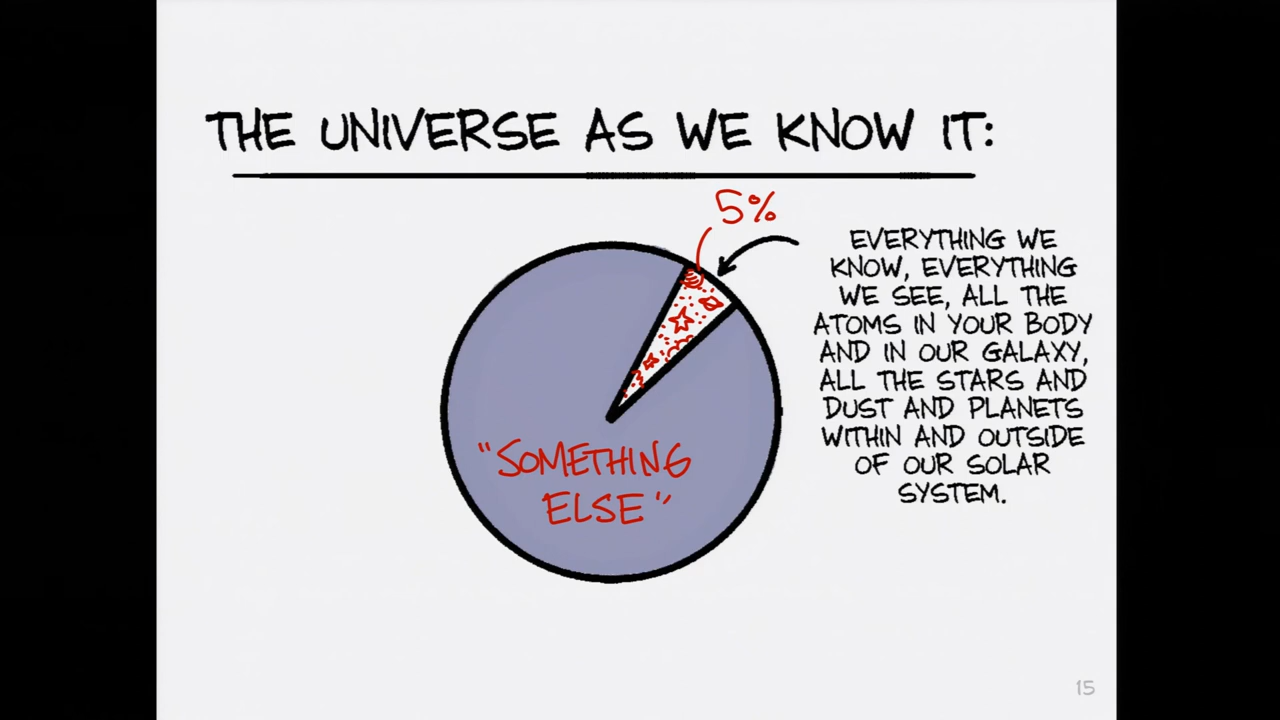 THE UNIVERSE AS WE KNOW IT:
5%
EVERYTHING WE
KNOW, EVERYTHING
WE SEE, ALL THE
ATOMS IN YOUR BODY
AND IN OUR GALAXY,
ALL THE STARS AND
DUST AND PLANETS
WITHIN AND OUTSIDE
OF OUR SOLAR
SYSTEM.
"SOMETHING
ELSE"
15